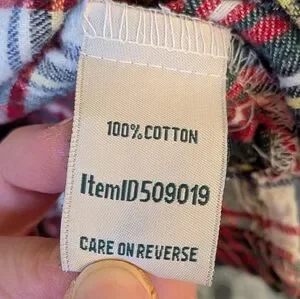 100% COTTON
ItemID509019
CARE ON REVERSE